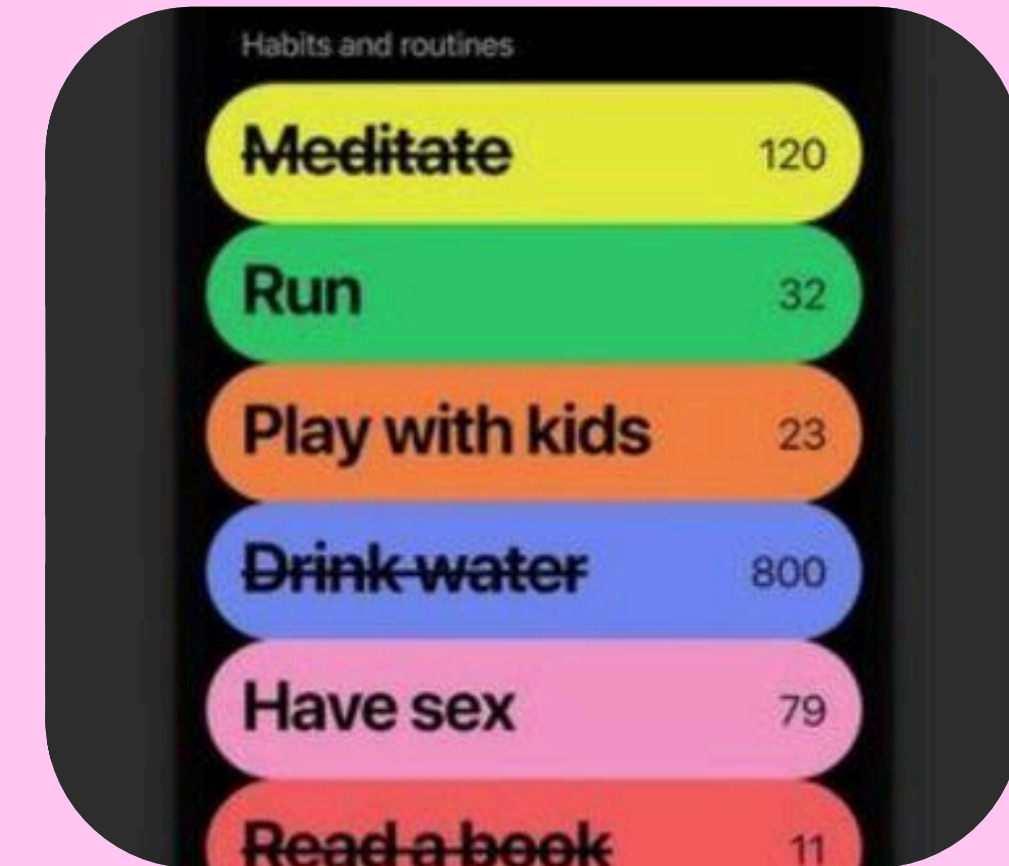 Habits and routines
Meditate 120
Run 32
Play with kids 23
Drink water 800
Have sex 79
Read a book 11